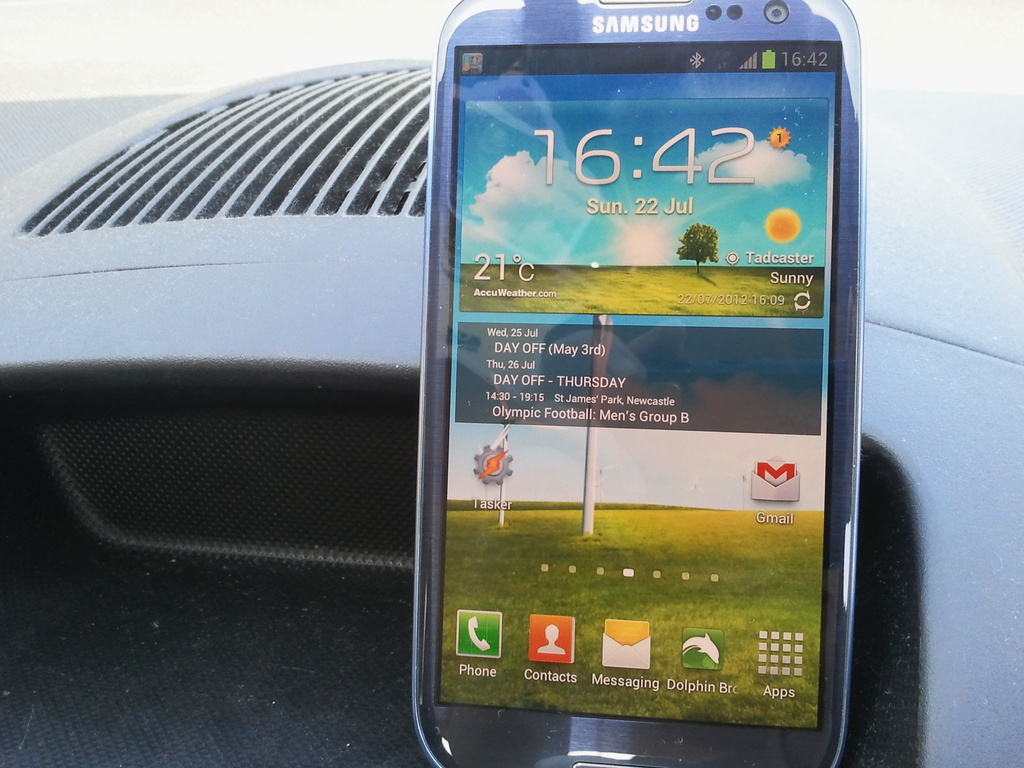 SAMSUNG
16:42
16:42
1
Sun. 22 Jul
21°C
Tadcaster
Sunny
AccuWeather.com
22/07/2012 16:09
Wed, 25 Jul
DAY OFF (May 3rd)
Thu, 26 Jul
DAY OFF - THURSDAY
14:30 - 19:15 St James' Park, Newcastle
Olympic Football: Men's Group B
Tasker
Gmail
Phone
Contacts
Messaging
Dolphin Brc
Apps